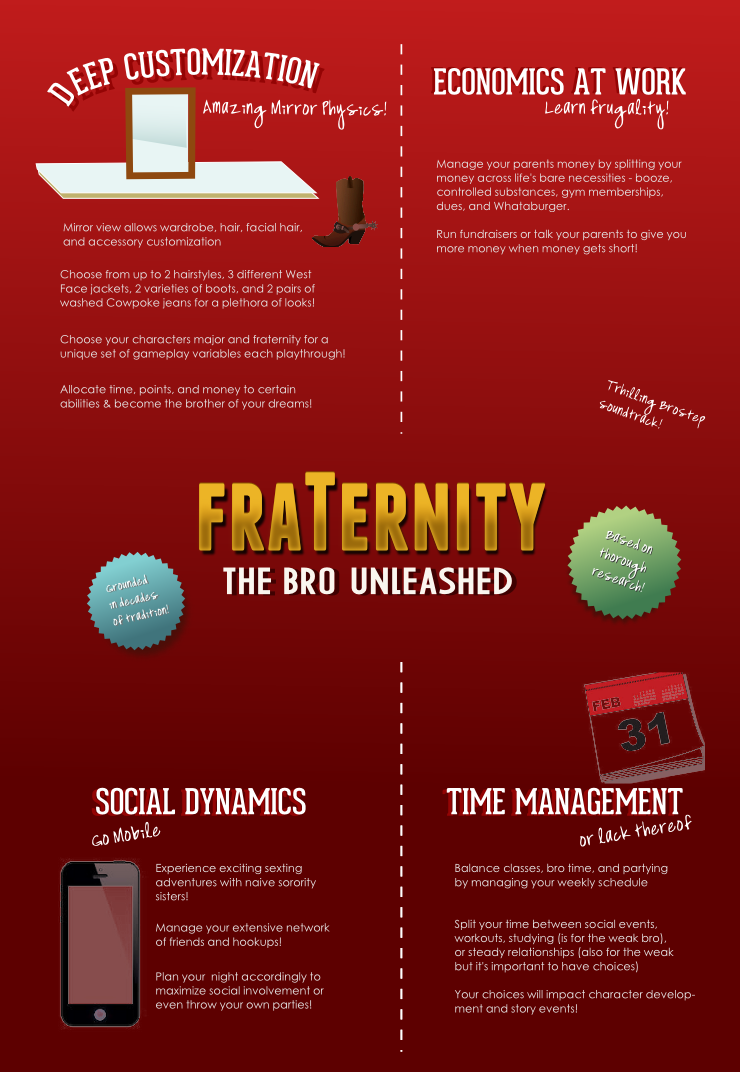 DEEP CUSTOMIZATION
Amazing Mirror Physics!
Mirror view allows wardrobe, hair, facial hair,
and accessory customization
Choose from up to 2 hairstyles, 3 different West
Face jackets, 2 varieties of boots, and 2 pairs of
washed Cowpoke jeans for a plethora of looks!
Choose your characters major and fraternity for a
unique set of gameplay variables each playthrough!
Allocate time, points, and money to certain
abilities & become the brother of your dreams!
ECONOMICS AT WORK
Learn frugality!
Manage your parents money by splitting your
money across life's bare necessities - booze,
controlled substances, gym memberships,
dues, and Whataburger.
Run fundraisers or talk your parents to give you
more money when money gets short!
Trhilling Brostep
soundtrack!
FRATERNITY
THE BRO UNLEASHED
Grounded
in decades
of tradition!
Based on
thorough
research!
SOCIAL DYNAMICS
Go Mobile
Experience exciting sexting
adventures with naive sorority
sisters!
Manage your extensive network
of friends and hookups!
Plan your  night accordingly to
maximize social involvement or
even throw your own parties!
FEB
31
TIME MANAGEMENT
or lack thereof
Balance classes, bro time, and partying
by managing your weekly schedule
Split your time between social events,
workouts, studying (is for the weak bro),
or steady relationships (also for the weak
but it's important to have choices)
Your choices will impact character develop-
ment and story events!